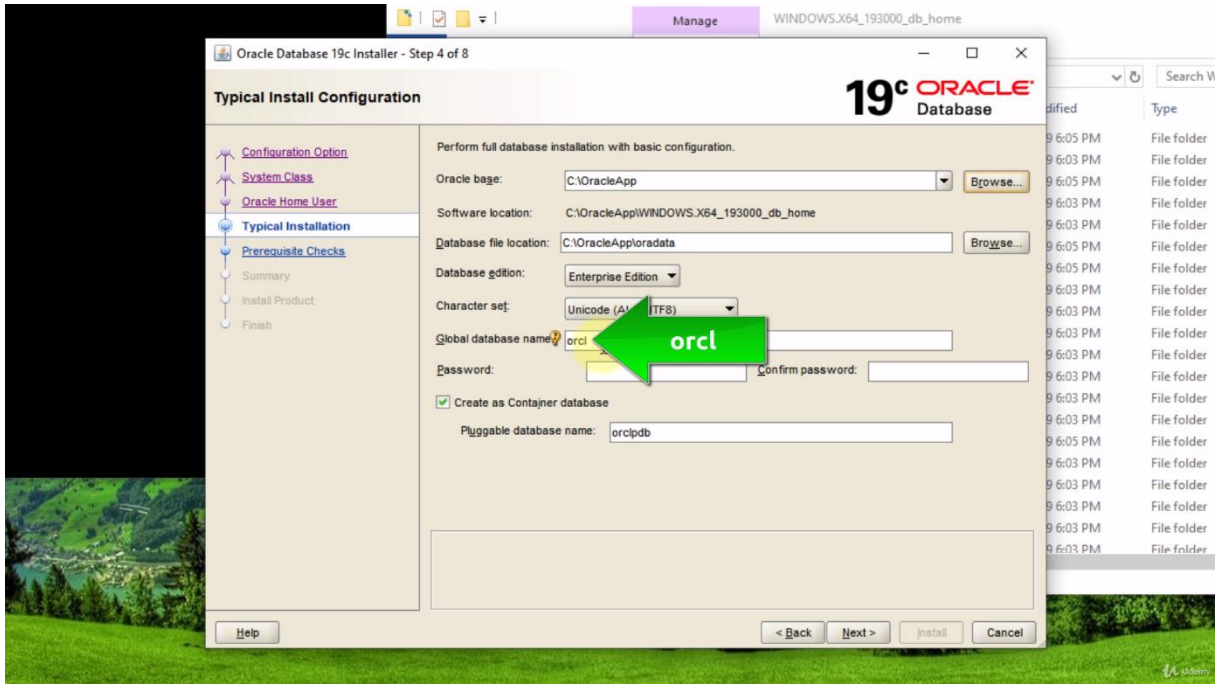 Manage
WINDOWS.X64_193000_db_home
Oracle Database 19c Installer - Step 4 of 8
Typical Install Configuration
19c ORACLE
Database
Search W
Type
Configuration Option
System Class
Oracle Home User
Typical Installation
Prerequisite Checks
Summary
Install Product
Finish
Perform full database installation with basic configuration.
Oracle base: C:\OracleApp Browse...
Software location: C:\OracleApp\WINDOWS.X64_193000_db_home
Database file location: C:\OracleApp\oradata Browse...
Database edition: Enterprise Edition
Character set: Unicode
Global database name orcl
orcl
Password: Confirm password:
Create as Container database
Pluggable database name: orclpdb
9 6:05 PM File folder
9 6:03 PM File folder
9 6:05 PM File folder
9 6:03 PM File folder
9 6:03 PM File folder
9 6:05 PM File folder
9 6:05 PM File folder
9 6:03 PM File folder
9 6:03 PM File folder
9 6:03 PM File folder
9 6:03 PM File folder
9 6:03 PM File folder
9 6:03 PM File folder
9 6:03 PM File folder
9 6:05 PM File folder
9 6:03 PM File folder
9 6:03 PM File folder
9 6:03 PM File folder
9 6:03 PM File folder
9 6:03 PM File folder
Help
< Back Next > Install Cancel
Udemy